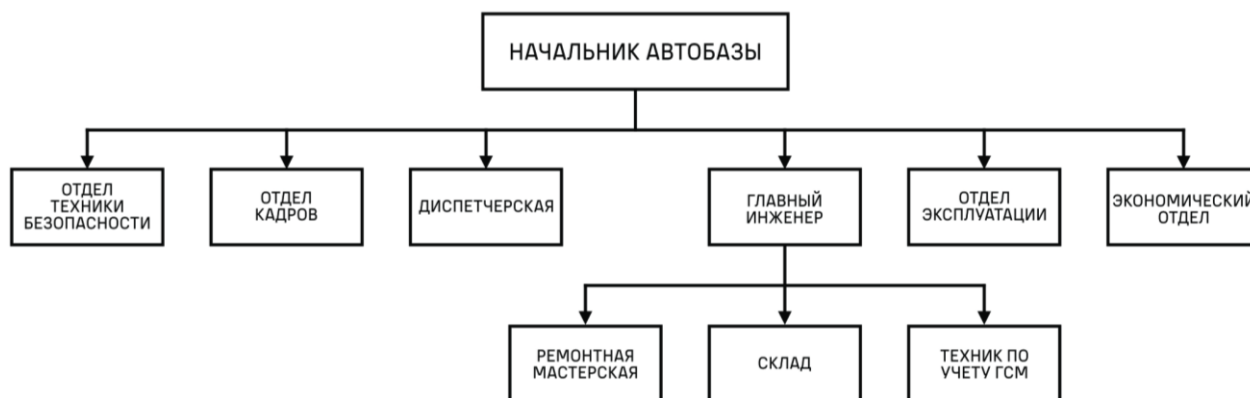 НАЧАЛЬНИК АВТОБАЗЫ
ОТДЕЛ
ТЕХНИКИ
БЕЗОПАСНОСТИ
ОТДЕЛ
КАДРОВ
ДИСПЕТЧЕРСКАЯ
ГЛАВНЫЙ
ИНЖЕНЕР
ОТДЕЛ
ЭКСПЛУАТАЦИИ
ЭКОНОМИЧЕСКИЙ
ОТДЕЛ
РЕМОНТНАЯ
МАСТЕРСКАЯ
СКЛАД
ТЕХНИК ПО
УЧЕТУ ГСМ